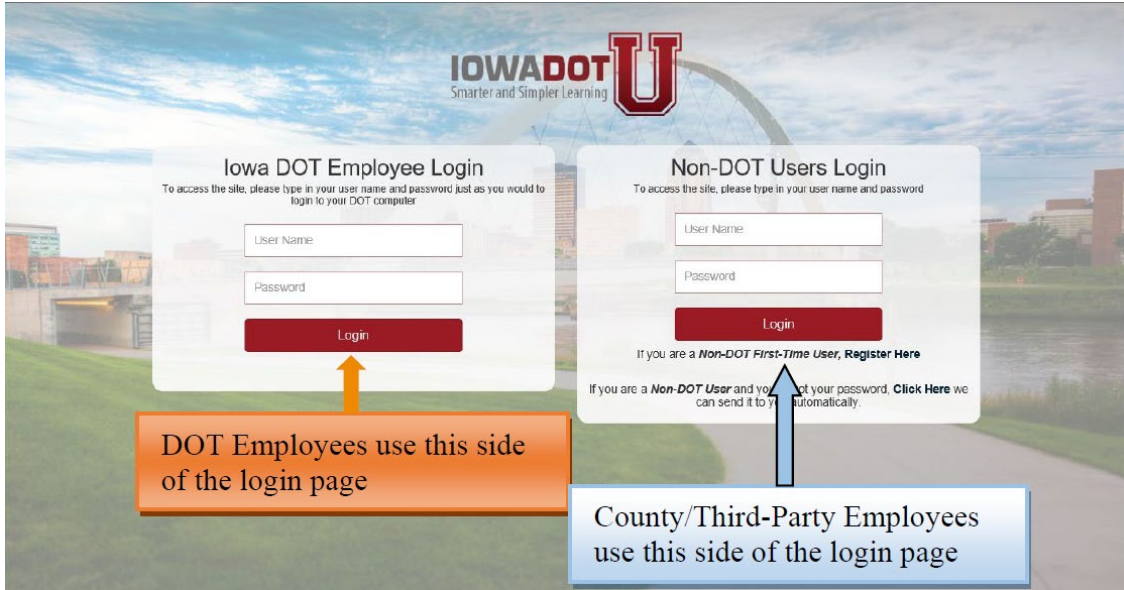 IOWADOT U
Smarter and Simpler Learning
Iowa DOT Employee Login
To access the site, please type in your user name and password just as you would to
login to your DOT computer
User Name
Password
Login
DOT Employees use this side
of the login page
Non-DOT Users Login
To access the site, please type in your user name and password
User Name
Password
Login
If you are a Non-DOT First-Time User, Register Here
If you are a Non-DOT User and you ot your password, Click Here we
can send it to y automatically.
County/Third-Party Employees
use this side of the login page